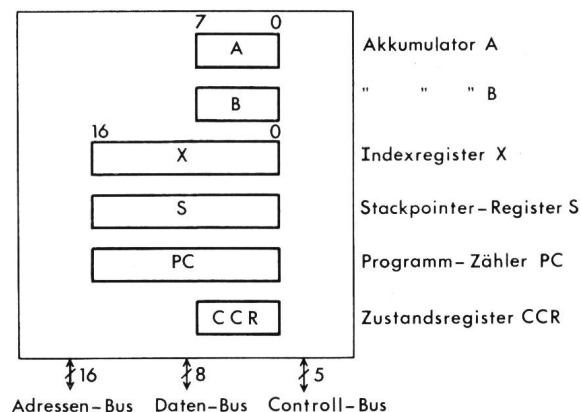 7 0
A Akkumulator A
B " " " B
16 0
X Indexregister X
S Stackpointer-Register S
PC Programm-Zähler PC
CCR Zustandsregister CCR
16 8 5
Adressen-Bus Daten-Bus Controll-Bus